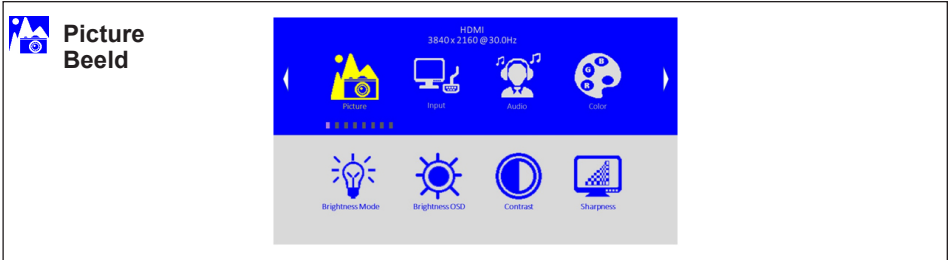 Picture
Beeld
HDMI
3840 x 2160 @30.0Hz
Picture Input Audio Color
G B
R
Brightness Mode Brightness OSD Contrast Sharpness